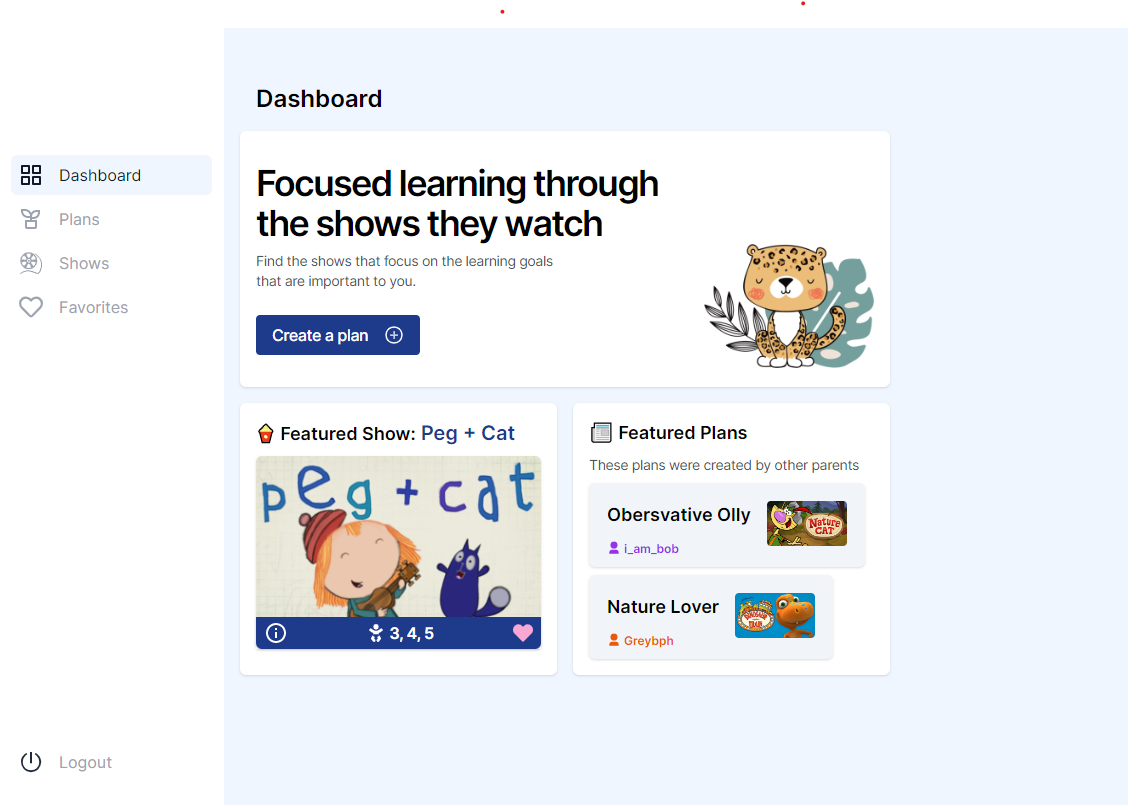 Dashboard
Plans
Shows
Favorites
Logout
Dashboard
Focused learning through
the shows they watch
Find the shows that focus on the learning goals
that are important to you.
Create a plan
Featured Show: Peg + Cat
peg + cat
3, 4, 5
Featured Plans
These plans were created by other parents
Obersvative Olly
i_am_bob
NATURE
CAT
Nature Lover
Greybph
DINOSAUR
TRAIN